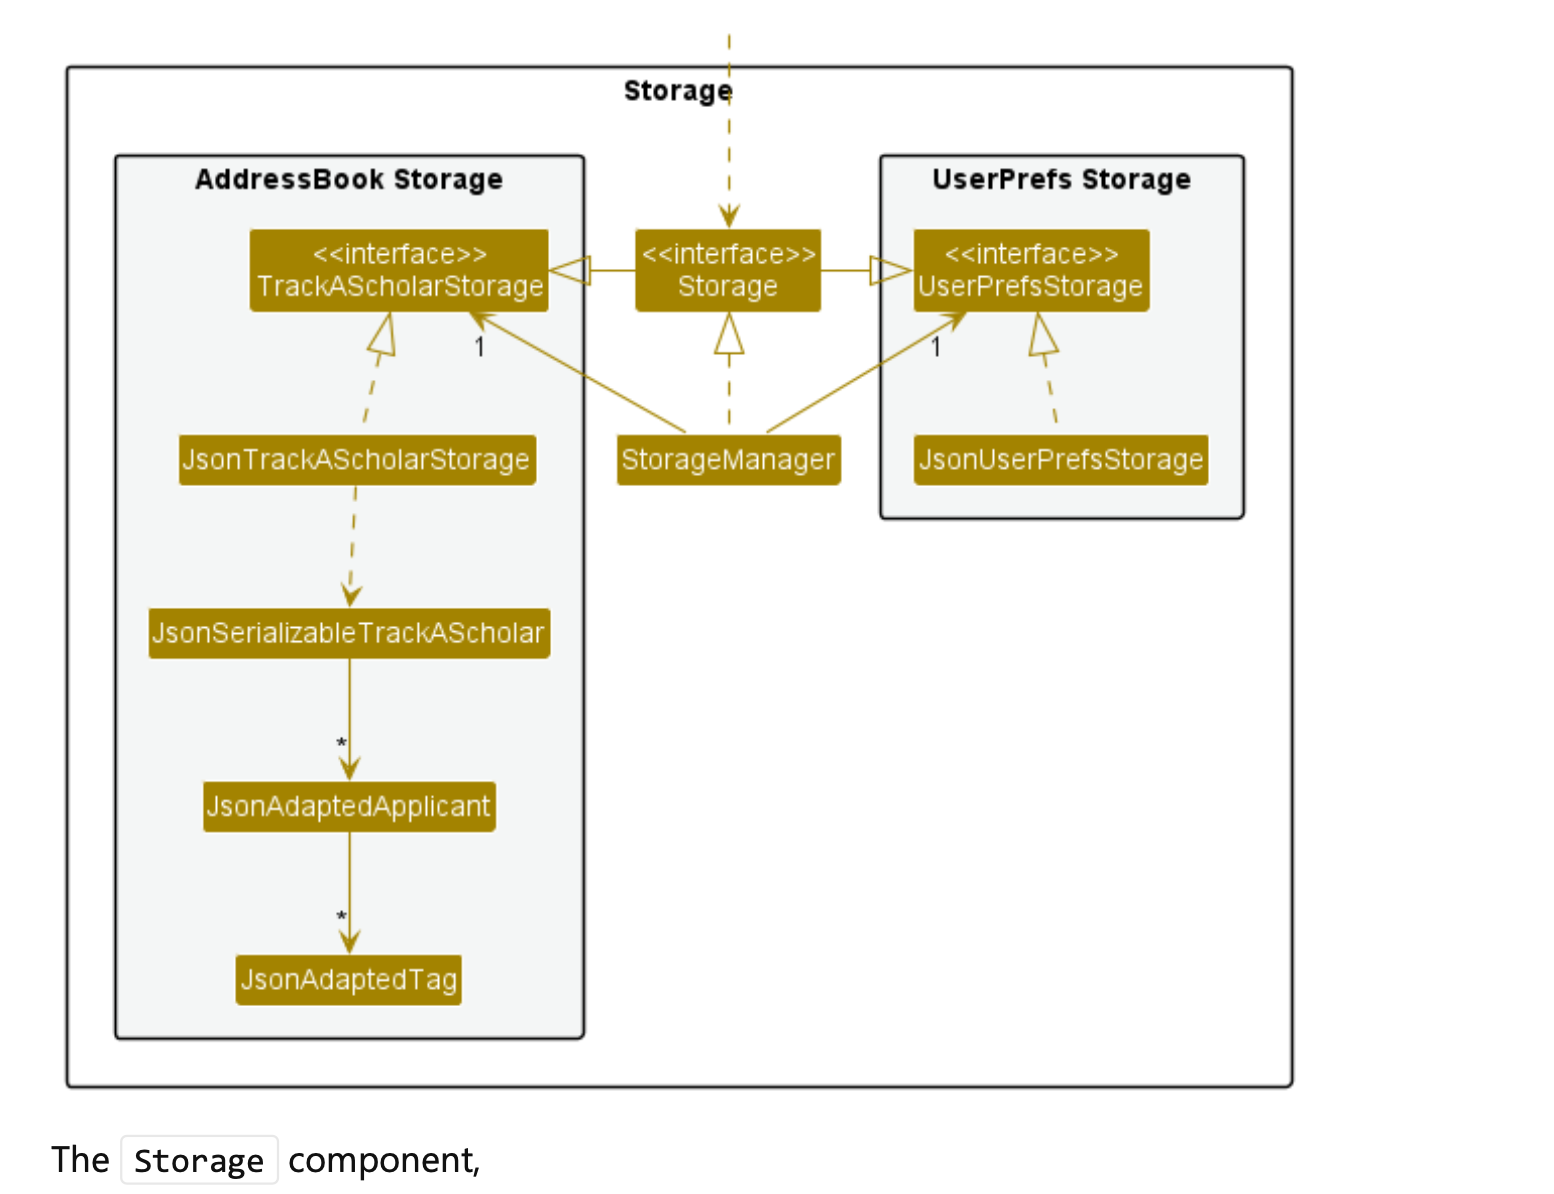 Storage
AddressBook Storage
UserPrefs Storage
<<interface>>
TrackAScholarStorage
<<interface>>
Storage
<<interface>>
UserPrefsStorage
1
1
JsonTrackAScholarStorage
StorageManager
JsonUserPrefsStorage
JsonSerializableTrackAScholar
*
JsonAdaptedApplicant
*
JsonAdaptedTag
The Storage component,